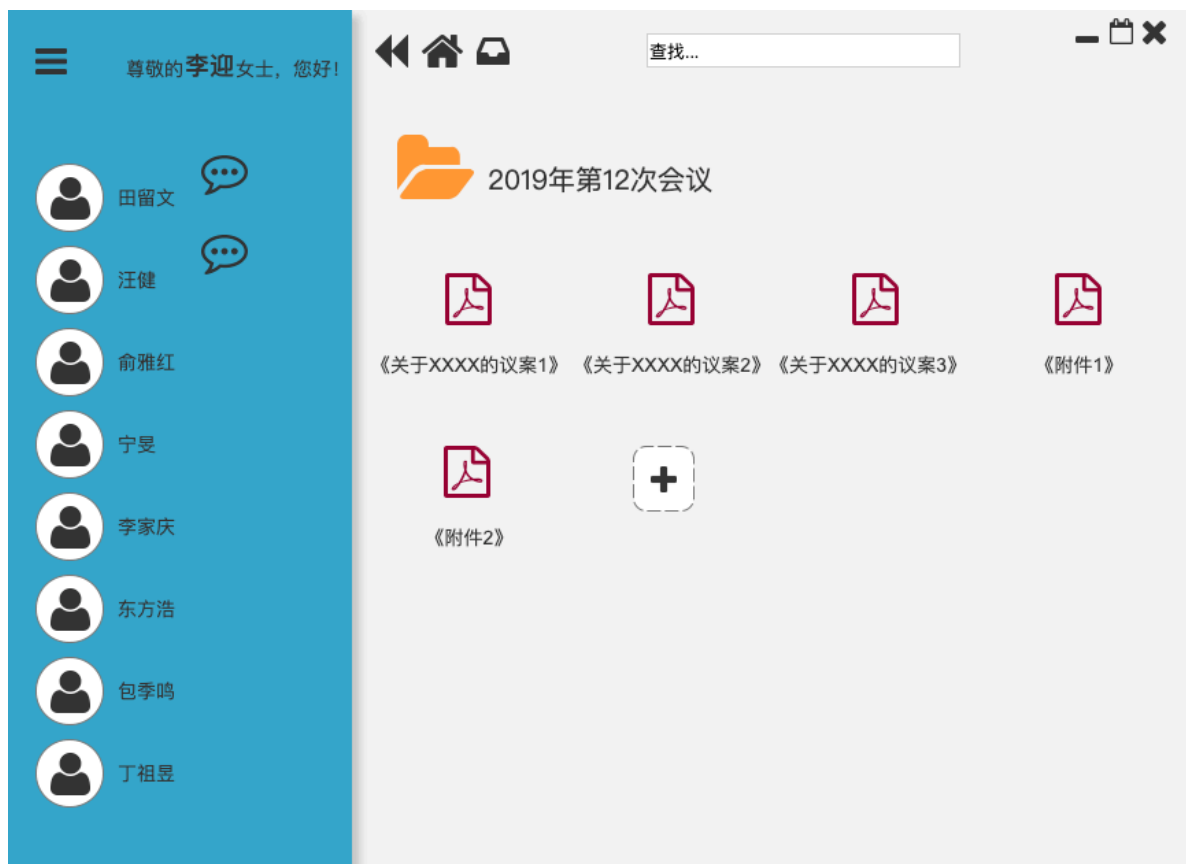 尊敬的李迎女士，您好！
田留文
汪健
俞雅红
宁旻
李家庆
东方浩
包季鸣
丁祖昱
查找...
2019年第12次会议
《关于XXXX的议案1》
《关于XXXX的议案2》
《关于XXXX的议案3》
《附件1》
《附件2》